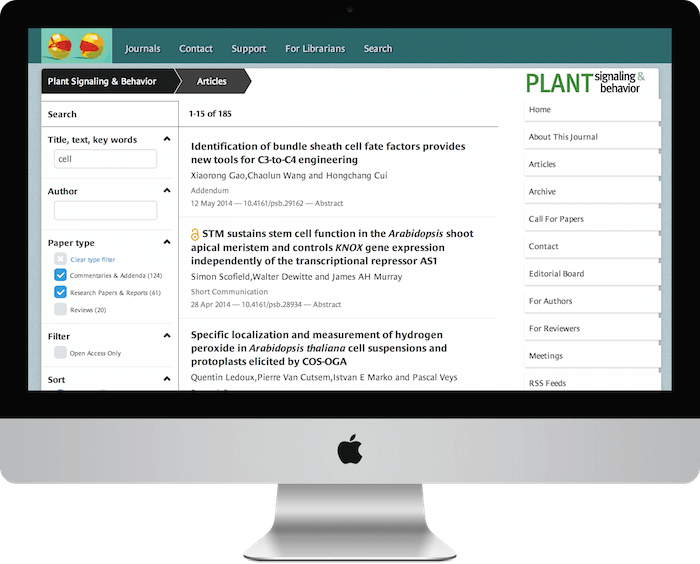 Journals Contact Support For Librarians Search
Plant Signaling & Behavior Articles
PLANT signaling &
behavior
Search
Title, text, key words
cell
Author
Paper type
Clear type filter
Commentaries & Addenda (124)
Research Papers & Reports (61)
Reviews (20)
Filter
Open Access Only
Sort
1-15 of 185
Identification of bundle sheath cell fate factors provides
new tools for C3-to-C4 engineering
Xiaorong Gao,Chaolun Wang and Hongchang Cui
Addendum
12 May 2014 — 10.4161/psb.29162 — Abstract
STM sustains stem cell function in the Arabidopsis shoot
apical meristem and controls KNOX gene expression
independently of the transcriptional repressor AS1
Simon Scofield,Walter Dewitte and James AH Murray
Short Communication
28 Apr 2014 — 10.4161/psb.28934 — Abstract
Specific localization and measurement of hydrogen
peroxide in Arabidopsis thaliana cell suspensions and
protoplasts elicited by COS-OGA
Quentin Ledoux,Pierre Van Cutsem,Istvan E Marko and Pascal Veys
Home
About This Journal
Articles
Archive
Call For Papers
Contact
Editorial Board
For Authors
For Reviewers
Meetings
RSS Feeds